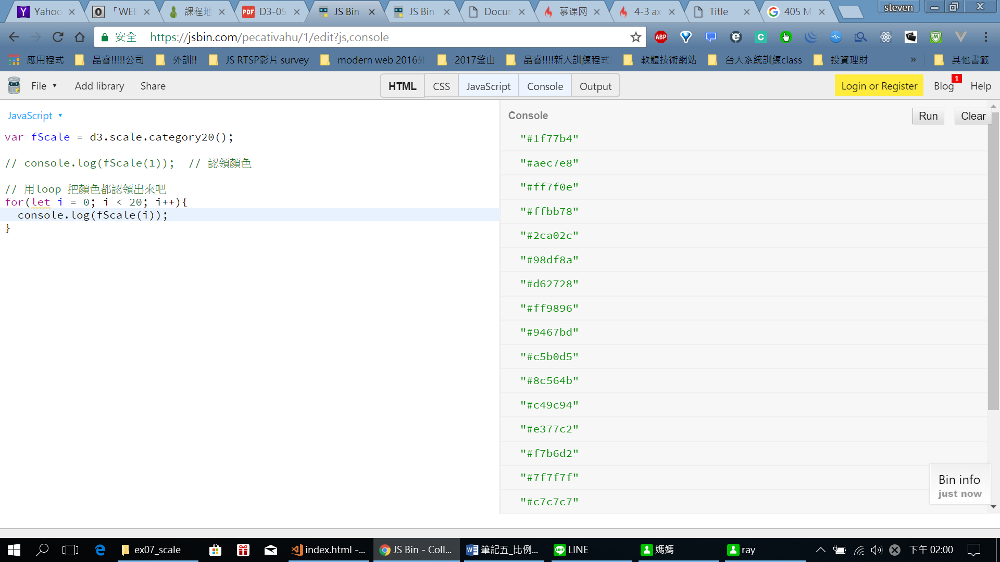 Yahoo
「WEB
課程地
D3-05
JS Bin
JS Bin
Docum
慕课网
4-3 ax
Title
405 M
steven
安全
https://jsbin.com/pecativahu/1/edit?js,console
應用程式
晶睿!!!!!公司
外訓!!
JS RTSP影片 survey
modern web 2016外
2017釜山
晶睿!!!!新人訓練程式
軟體技術網站
台大系統訓練class
投資理財
»
其他書籤
File
Add library
Share
HTML
CSS
JavaScript
Console
Output
Login or Register
Blog
1
Help
JavaScript
var fScale = d3.scale.category20();
// console.log(fScale(1));  // 認領顏色
// 用loop 把顏色都認領出來吧
for(let i = 0; i < 20; i++){
console.log(fScale(i));
}
Console
Run
Clear
"#1f77b4"
"#aec7e8"
"#ff7f0e"
"#ffbb78"
"#2ca02c"
"#98df8a"
"#d62728"
"#ff9896"
"#9467bd"
"#c5b0d5"
"#8c564b"
"#c49c94"
"#e377c2"
"#f7b6d2"
"#7f7f7f"
"#c7c7c7"
Bin info
just now
ex07_scale
index.html -...
JS Bin - Coll...
筆記五_比例...
LINE
媽媽
ray
下午 02:00